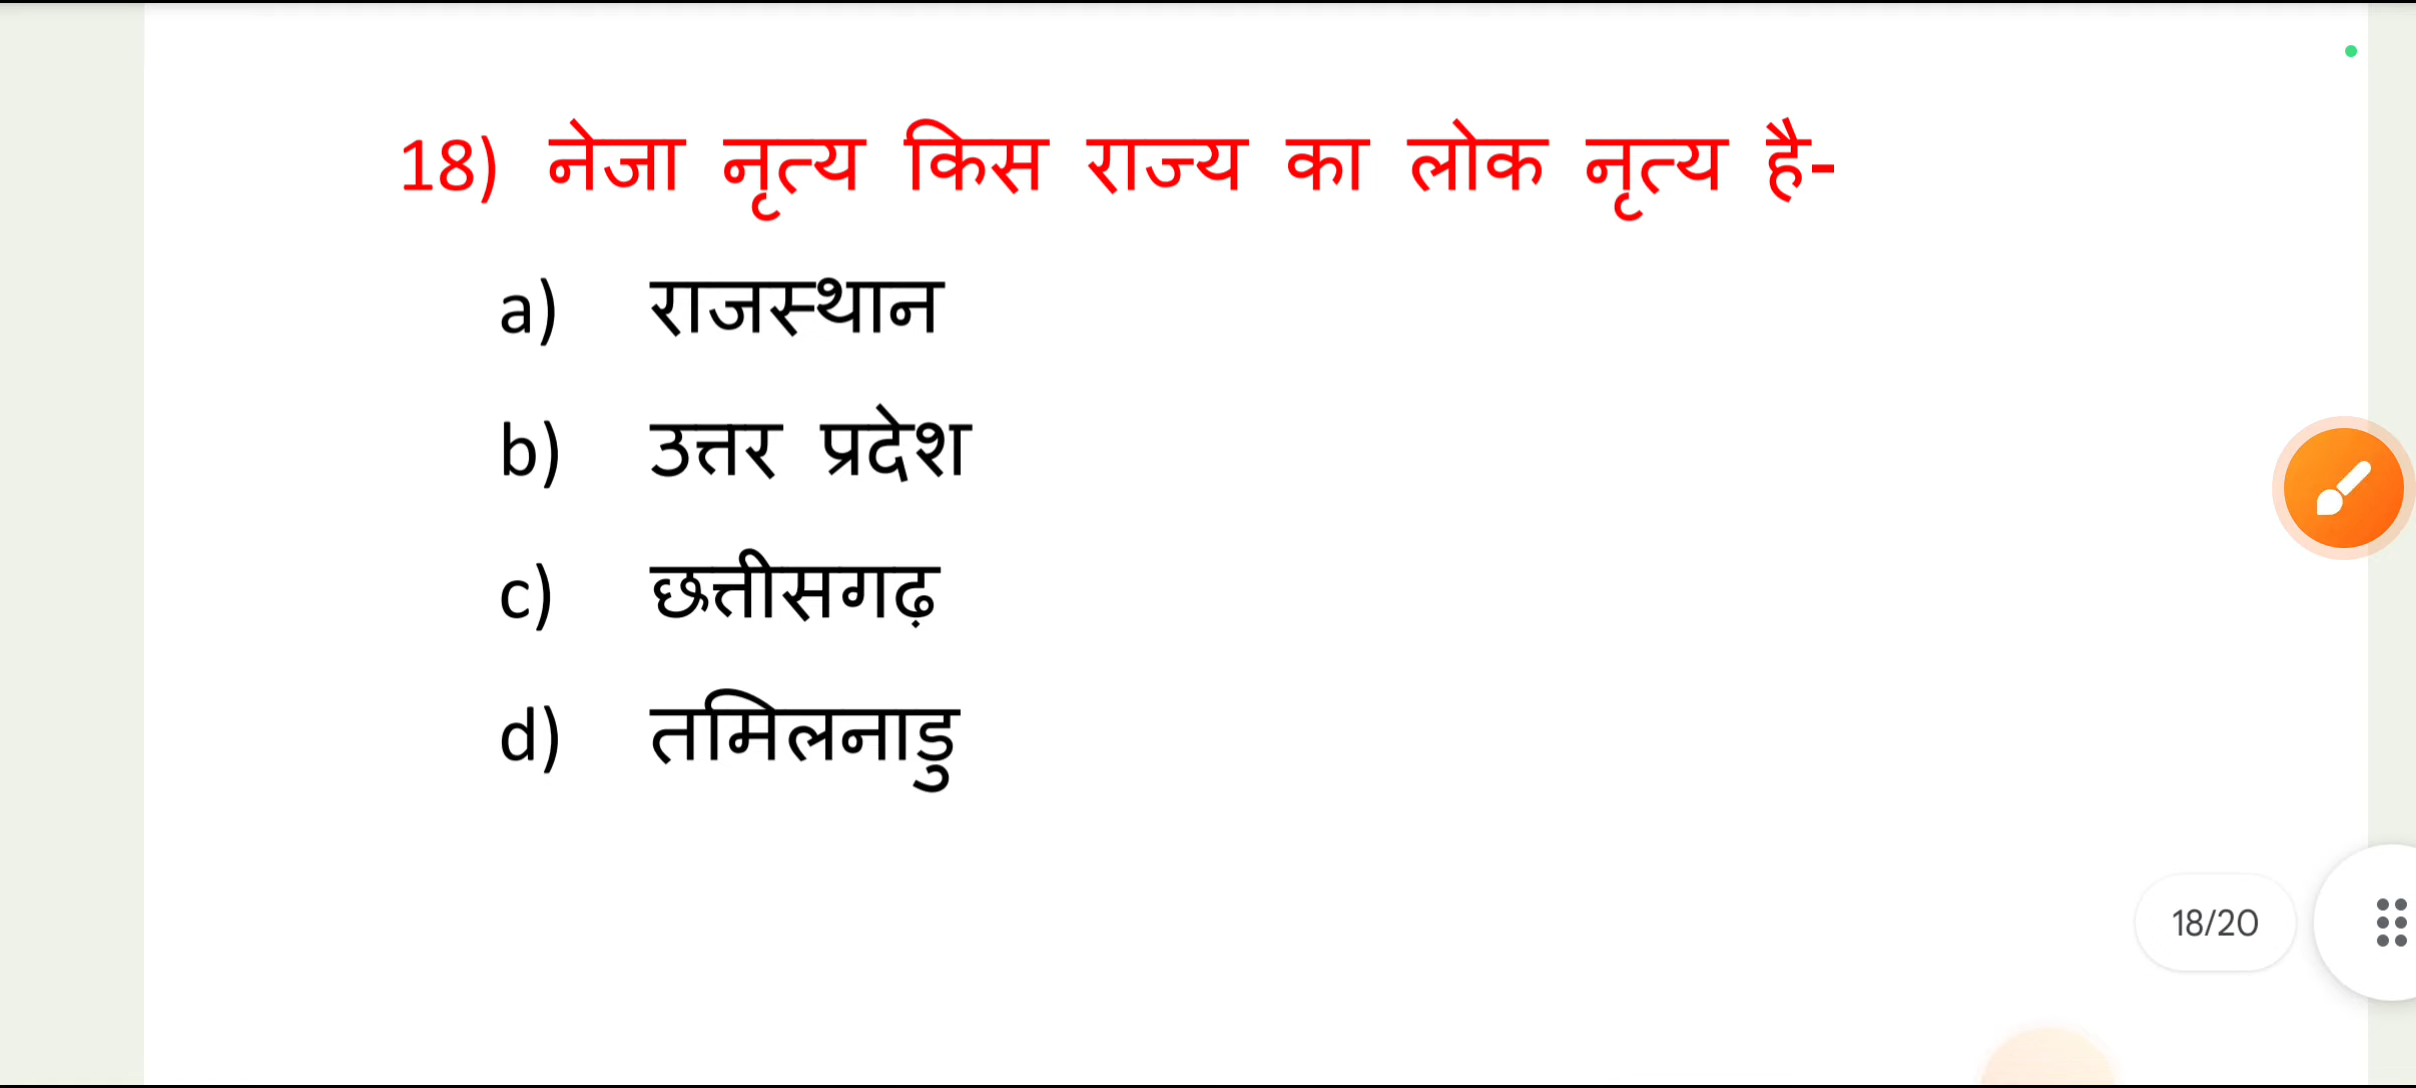 18) नेजा नृत्य किस राज्य का लोक नृत्य है-
a) राजस्थान
b) उत्तर प्रदेश
c) छत्तीसगढ़
d) तमिलनाडु
18/20